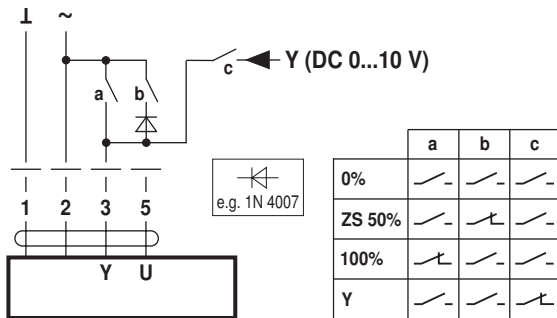 ⊥ ~
a b c Y (DC 0...10 V)
1 2 3 5
Y U
e.g. 1N 4007
a b c
0%
ZS 50%
100%
Y